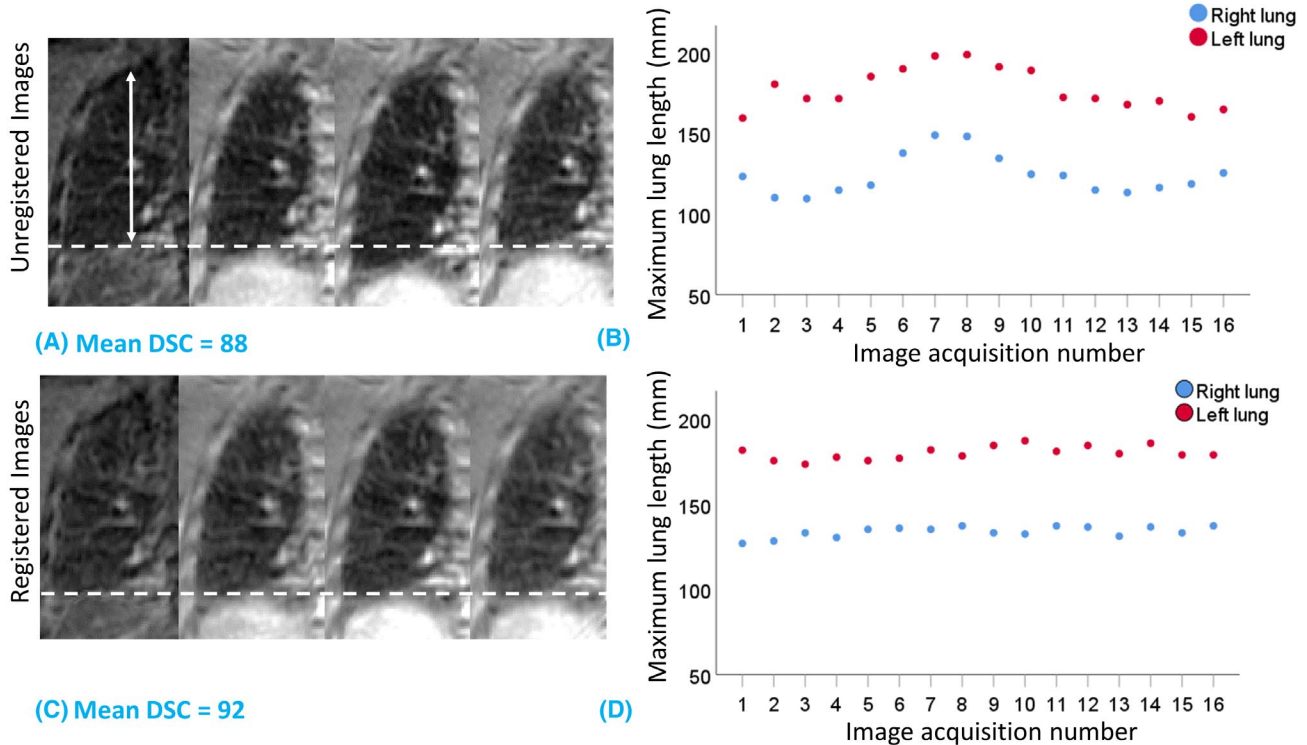 Unregistered Images
(A) Mean DSC = 88
Right lung
Left lung
Maximum lung length (mm)
200
150
100
50
1 2 3 4 5 6 7 8 9 10 11 12 13 14 15 16
Image acquisition number
(B)
Registered Images
(C) Mean DSC = 92
Right lung
Left lung
Maximum lung length (mm)
200
150
100
50
1 2 3 4 5 6 7 8 9 10 11 12 13 14 15 16
Image acquisition number
(D)